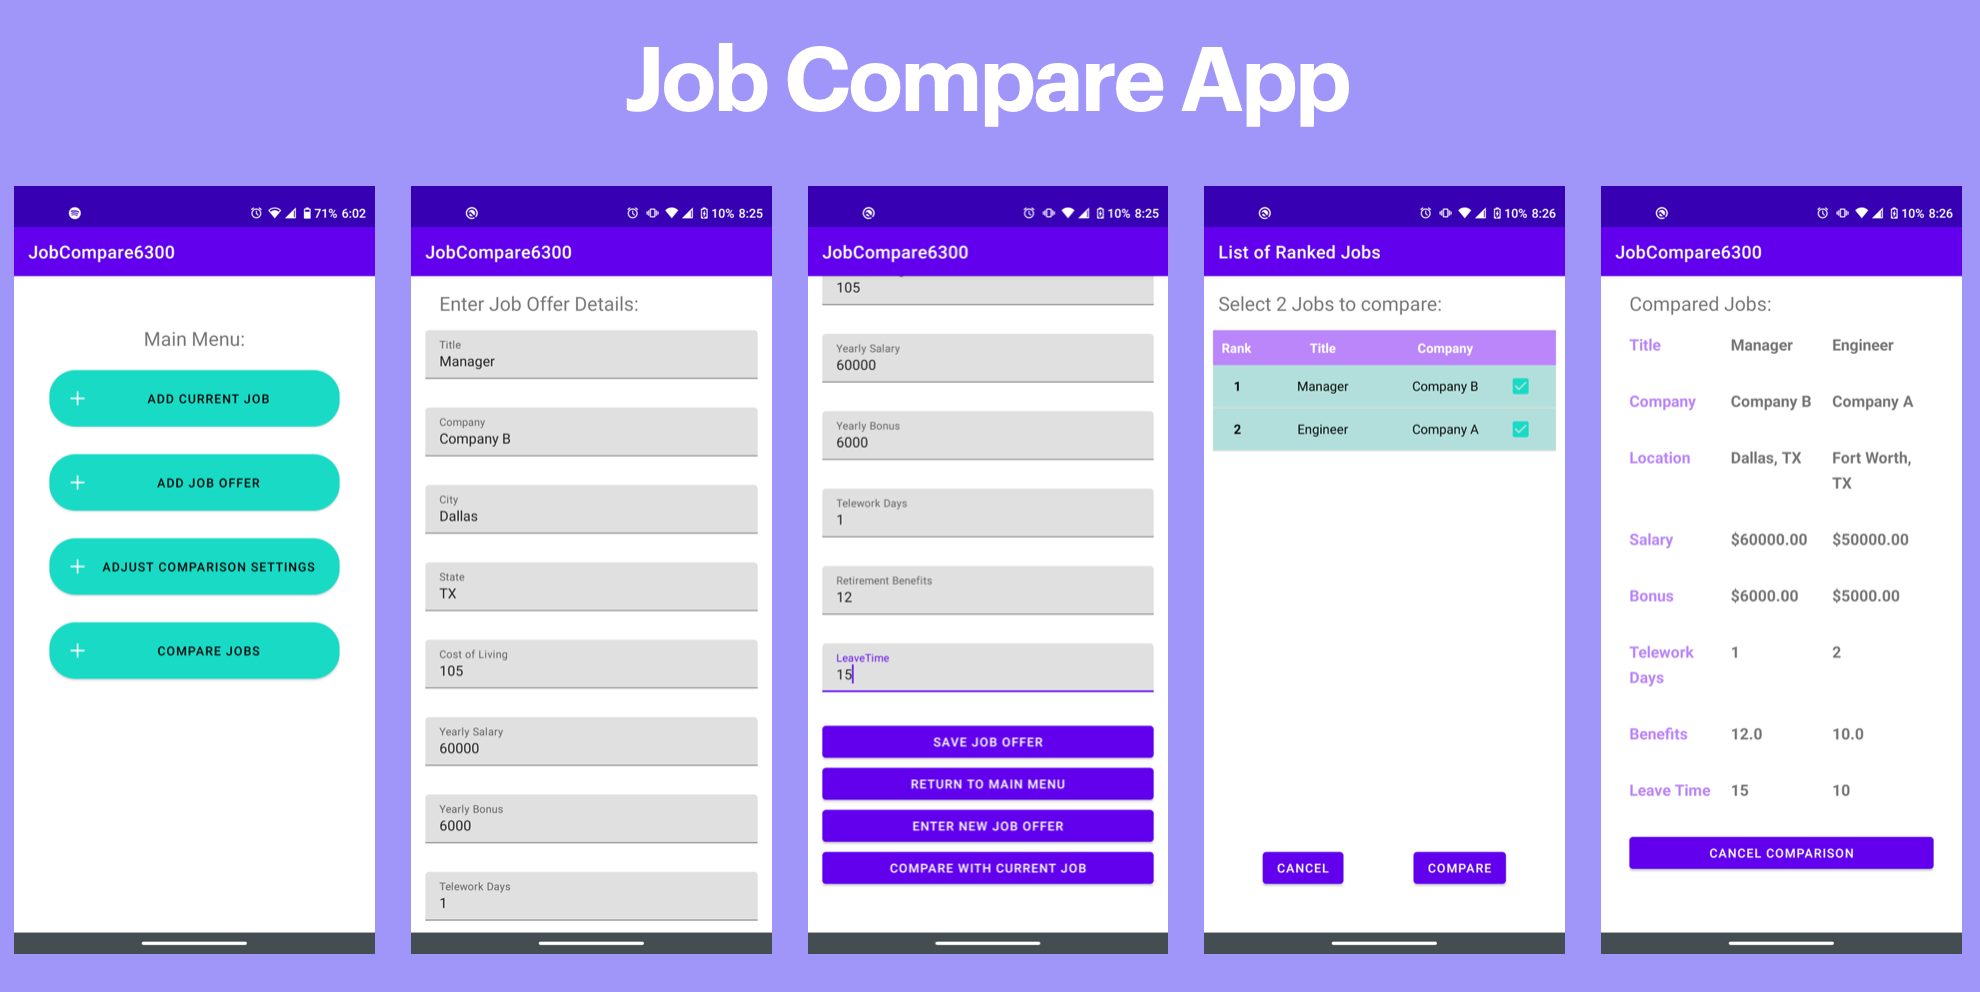 Job Compare App
71% 6:02
JobCompare6300
Main Menu:
+ ADD CURRENT JOB
+ ADD JOB OFFER
+ ADJUST COMPARISON SETTINGS
+ COMPARE JOBS
10% 8:25
JobCompare6300
Enter Job Offer Details:
Title
Manager
Company
Company B
City
Dallas
State
TX
Cost of Living
105
Yearly Salary
60000
Yearly Bonus
6000
Telework Days
1
10% 8:25
JobCompare6300
105
Yearly Salary
60000
Yearly Bonus
6000
Telework Days
1
Retirement Benefits
12
LeaveTime
15
SAVE JOB OFFER
RETURN TO MAIN MENU
ENTER NEW JOB OFFER
COMPARE WITH CURRENT JOB
10% 8:26
List of Ranked Jobs
Select 2 Jobs to compare:
Rank Title Company
1 Manager Company B
2 Engineer Company A
CANCEL COMPARE
10% 8:26
JobCompare6300
Compared Jobs:
Title Manager Engineer
Company Company B Company A
Location Dallas, TX Fort Worth,
TX
Salary $60000.00 $50000.00
Bonus $6000.00 $5000.00
Telework 1 2
Days
Benefits 12.0 10.0
Leave Time 15 10
CANCEL COMPARISON